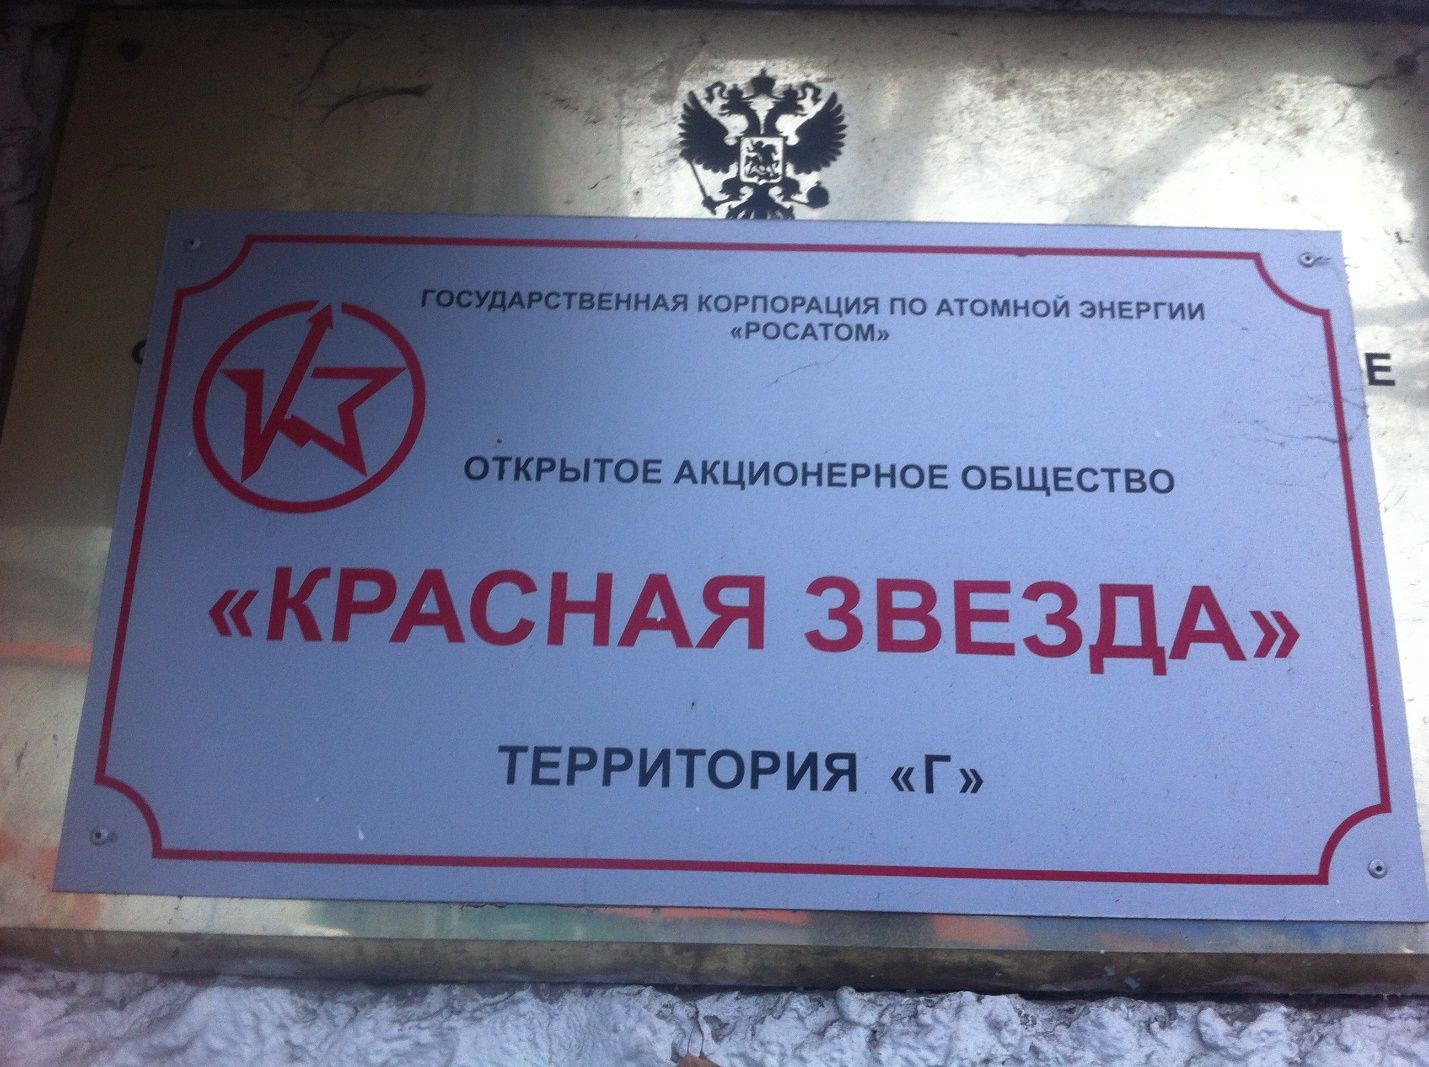 ГОСУДАРСТВЕННАЯ КОРПОРАЦИЯ ПО АТОМНОЙ ЭНЕРГИИ
«РОСАТОМ»
ОТКРЫТОЕ АКЦИОНЕРНОЕ ОБЩЕСТВО
«КРАСНАЯ ЗВЕЗДА»
ТЕРРИТОРИЯ «Г»